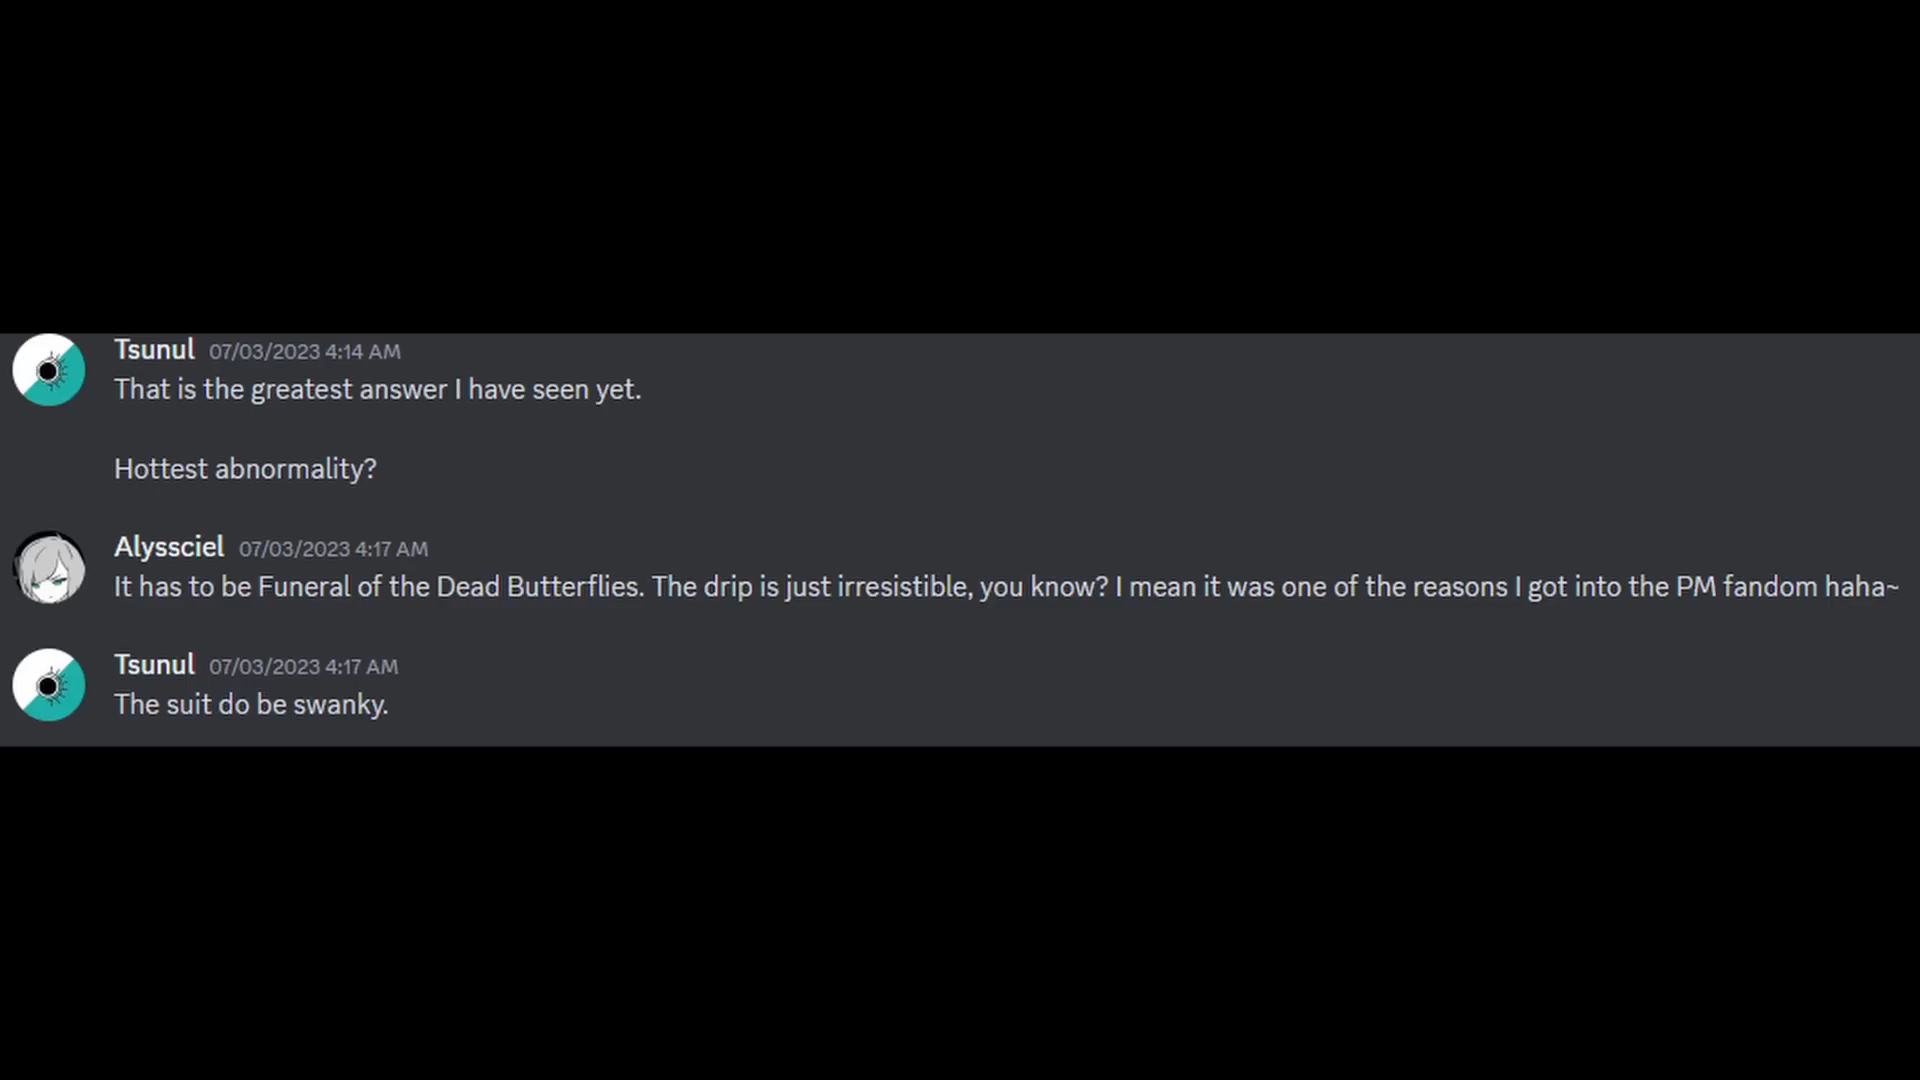 Tsunul 07/03/2023 4:14 AM
That is the greatest answer I have seen yet.
Hottest abnormality?
Alyssciel 07/03/2023 4:17 AM
It has to be Funeral of the Dead Butterflies. The drip is just irresistible, you know? I mean it was one of the reasons I got into the PM fandom haha~
Tsunul 07/03/2023 4:17 AM
The suit do be swanky.